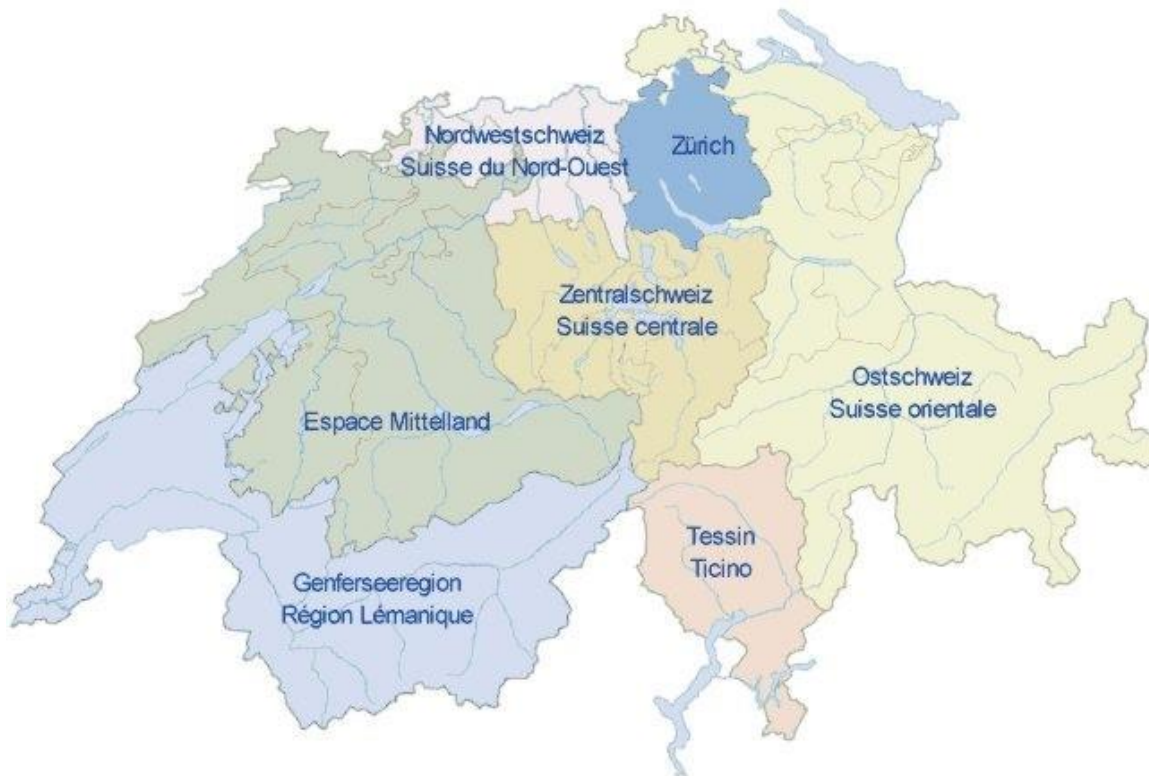 Nordwestschweiz
Suisse du Nord-Ouest
Zürich
Zentralschweiz
Suisse centrale
Ostschweiz
Suisse orientale
Espace Mittelland
Tessin
Ticino
Genferseeregion
Région Lémanique